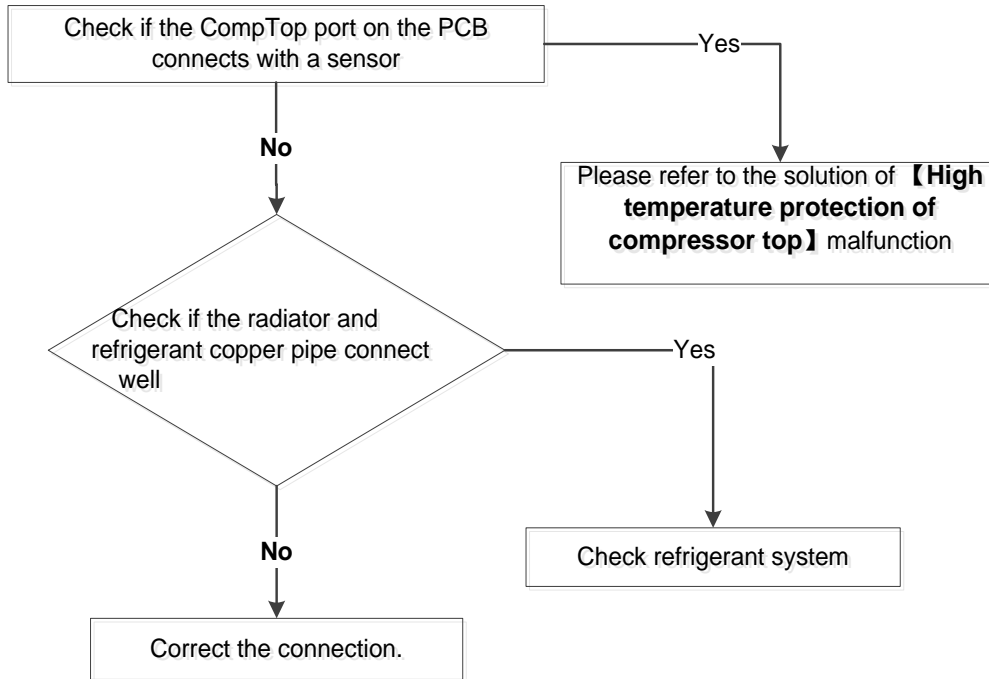 Check if the CompTop port on the PCB
connects with a sensor
Yes
No
Please refer to the solution of 【High
temperature protection of
compressor top】malfunction
Check if the radiator and
refrigerant copper pipe connect
well
Yes
No
Check refrigerant system
Correct the connection.